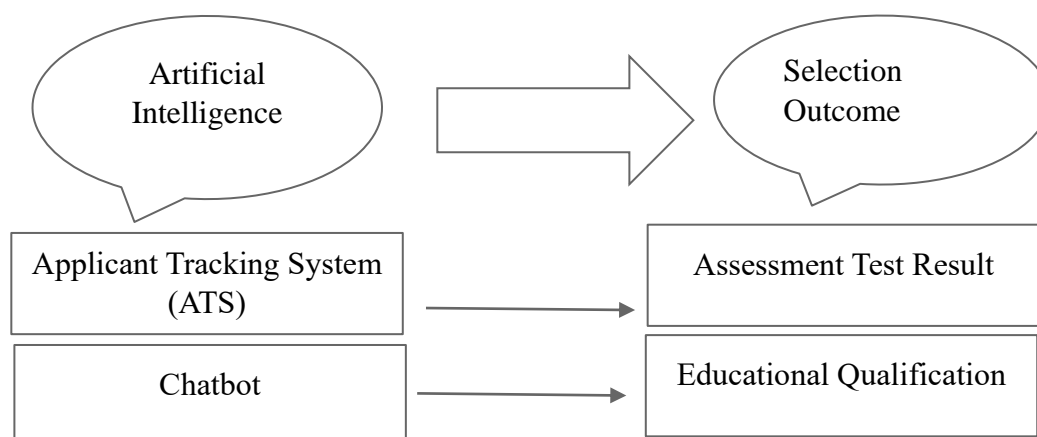 Artificial
Intelligence
Selection
Outcome
Applicant Tracking System
(ATS)
Assessment Test Result
Chatbot
Educational Qualification